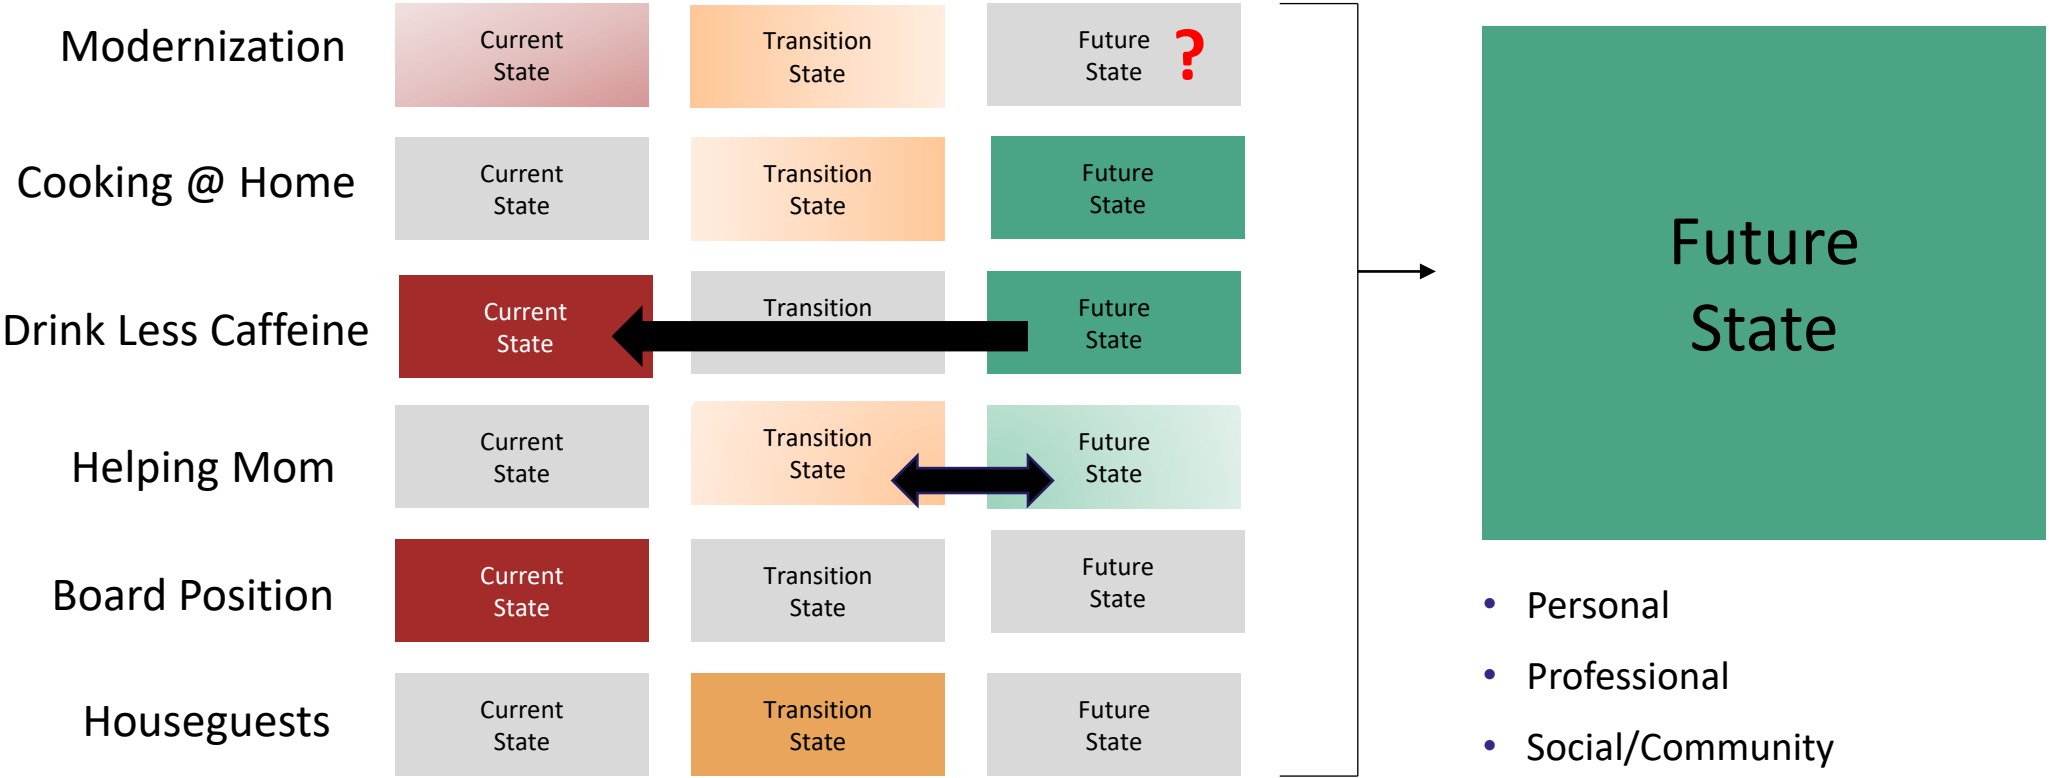 Modernization
Current
State
Transition
State
Future
State
?
Cooking @ Home
Current
State
Transition
State
Future
State
Drink Less Caffeine
Current
State
Transition
Future
State
Helping Mom
Current
State
Transition
State
Future
State
Board Position
Current
State
Transition
State
Future
State
Houseguests
Current
State
Transition
State
Future
State
Future
State
• Personal
• Professional
• Social/Community